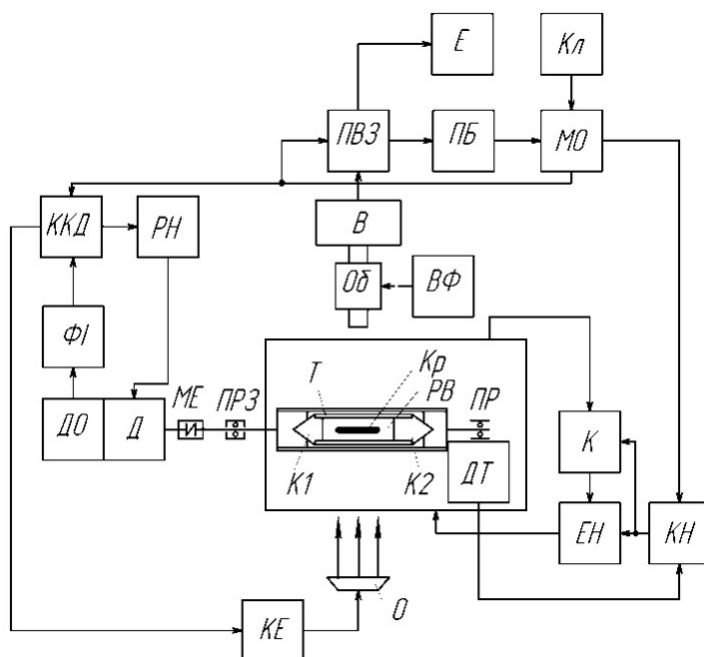 Е
Кл
ПВЗ
ПБ
МО
ККД
РН
В
Об
ВФ
ФІ
Т
Кр
РВ
МЕ
ПРЗ
ПР
ДО
Д
К
К1
К2
ДТ
ЕН
КН
О
КЕ